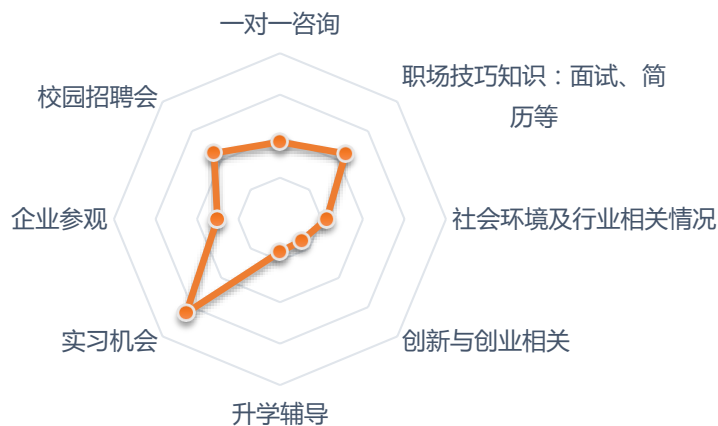 一对一咨询
职场技巧知识：面试、简
历等
校园招聘会
企业参观
社会环境及行业相关情况
实习机会
创新与创业相关
升学辅导